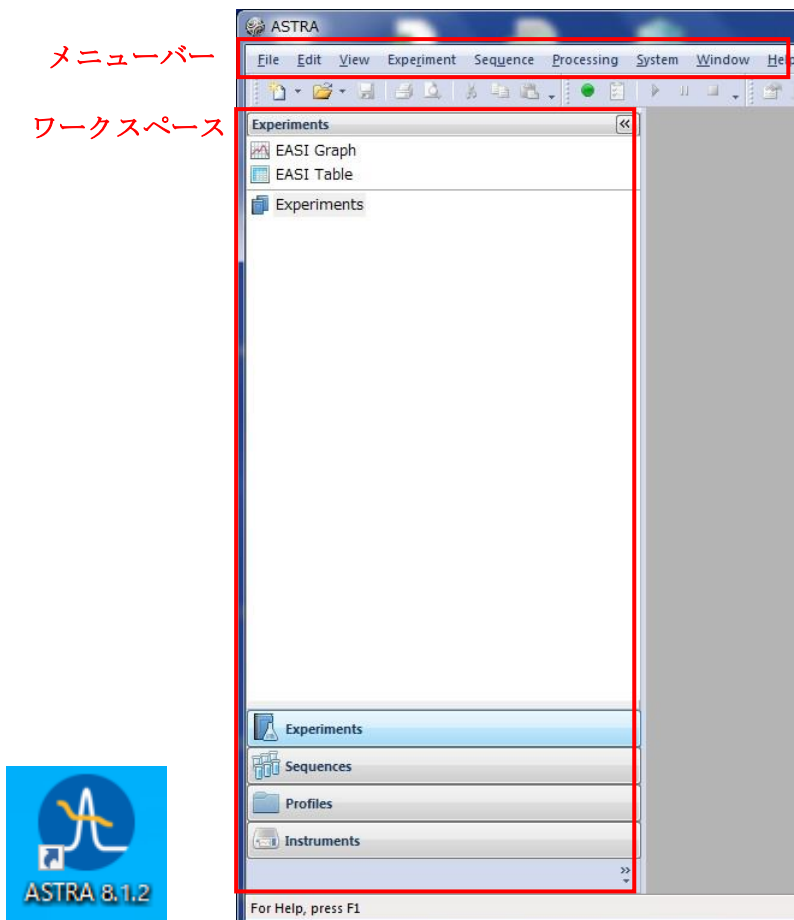 ASTRA
メニューバー
File Edit View Experiment Sequence Processing System Window Help
ワークスペース
Experiments
EASI Graph
EASI Table
Experiments
Experiments
Sequences
Profiles
Instruments
ASTRA 8.1.2
For Help, press F1